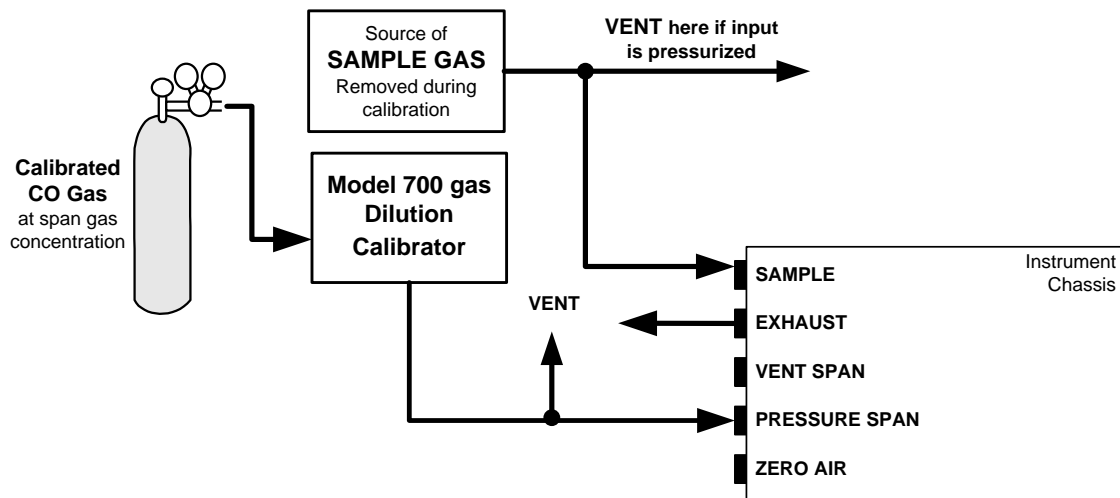 Source of
SAMPLE GAS
Removed during
calibration
VENT here if input
is pressurized
Calibrated
CO Gas
at span gas
concentration
Model 700 gas
Dilution
Calibrator
VENT
Instrument
Chassis
SAMPLE
EXHAUST
VENT SPAN
PRESSURE SPAN
ZERO AIR